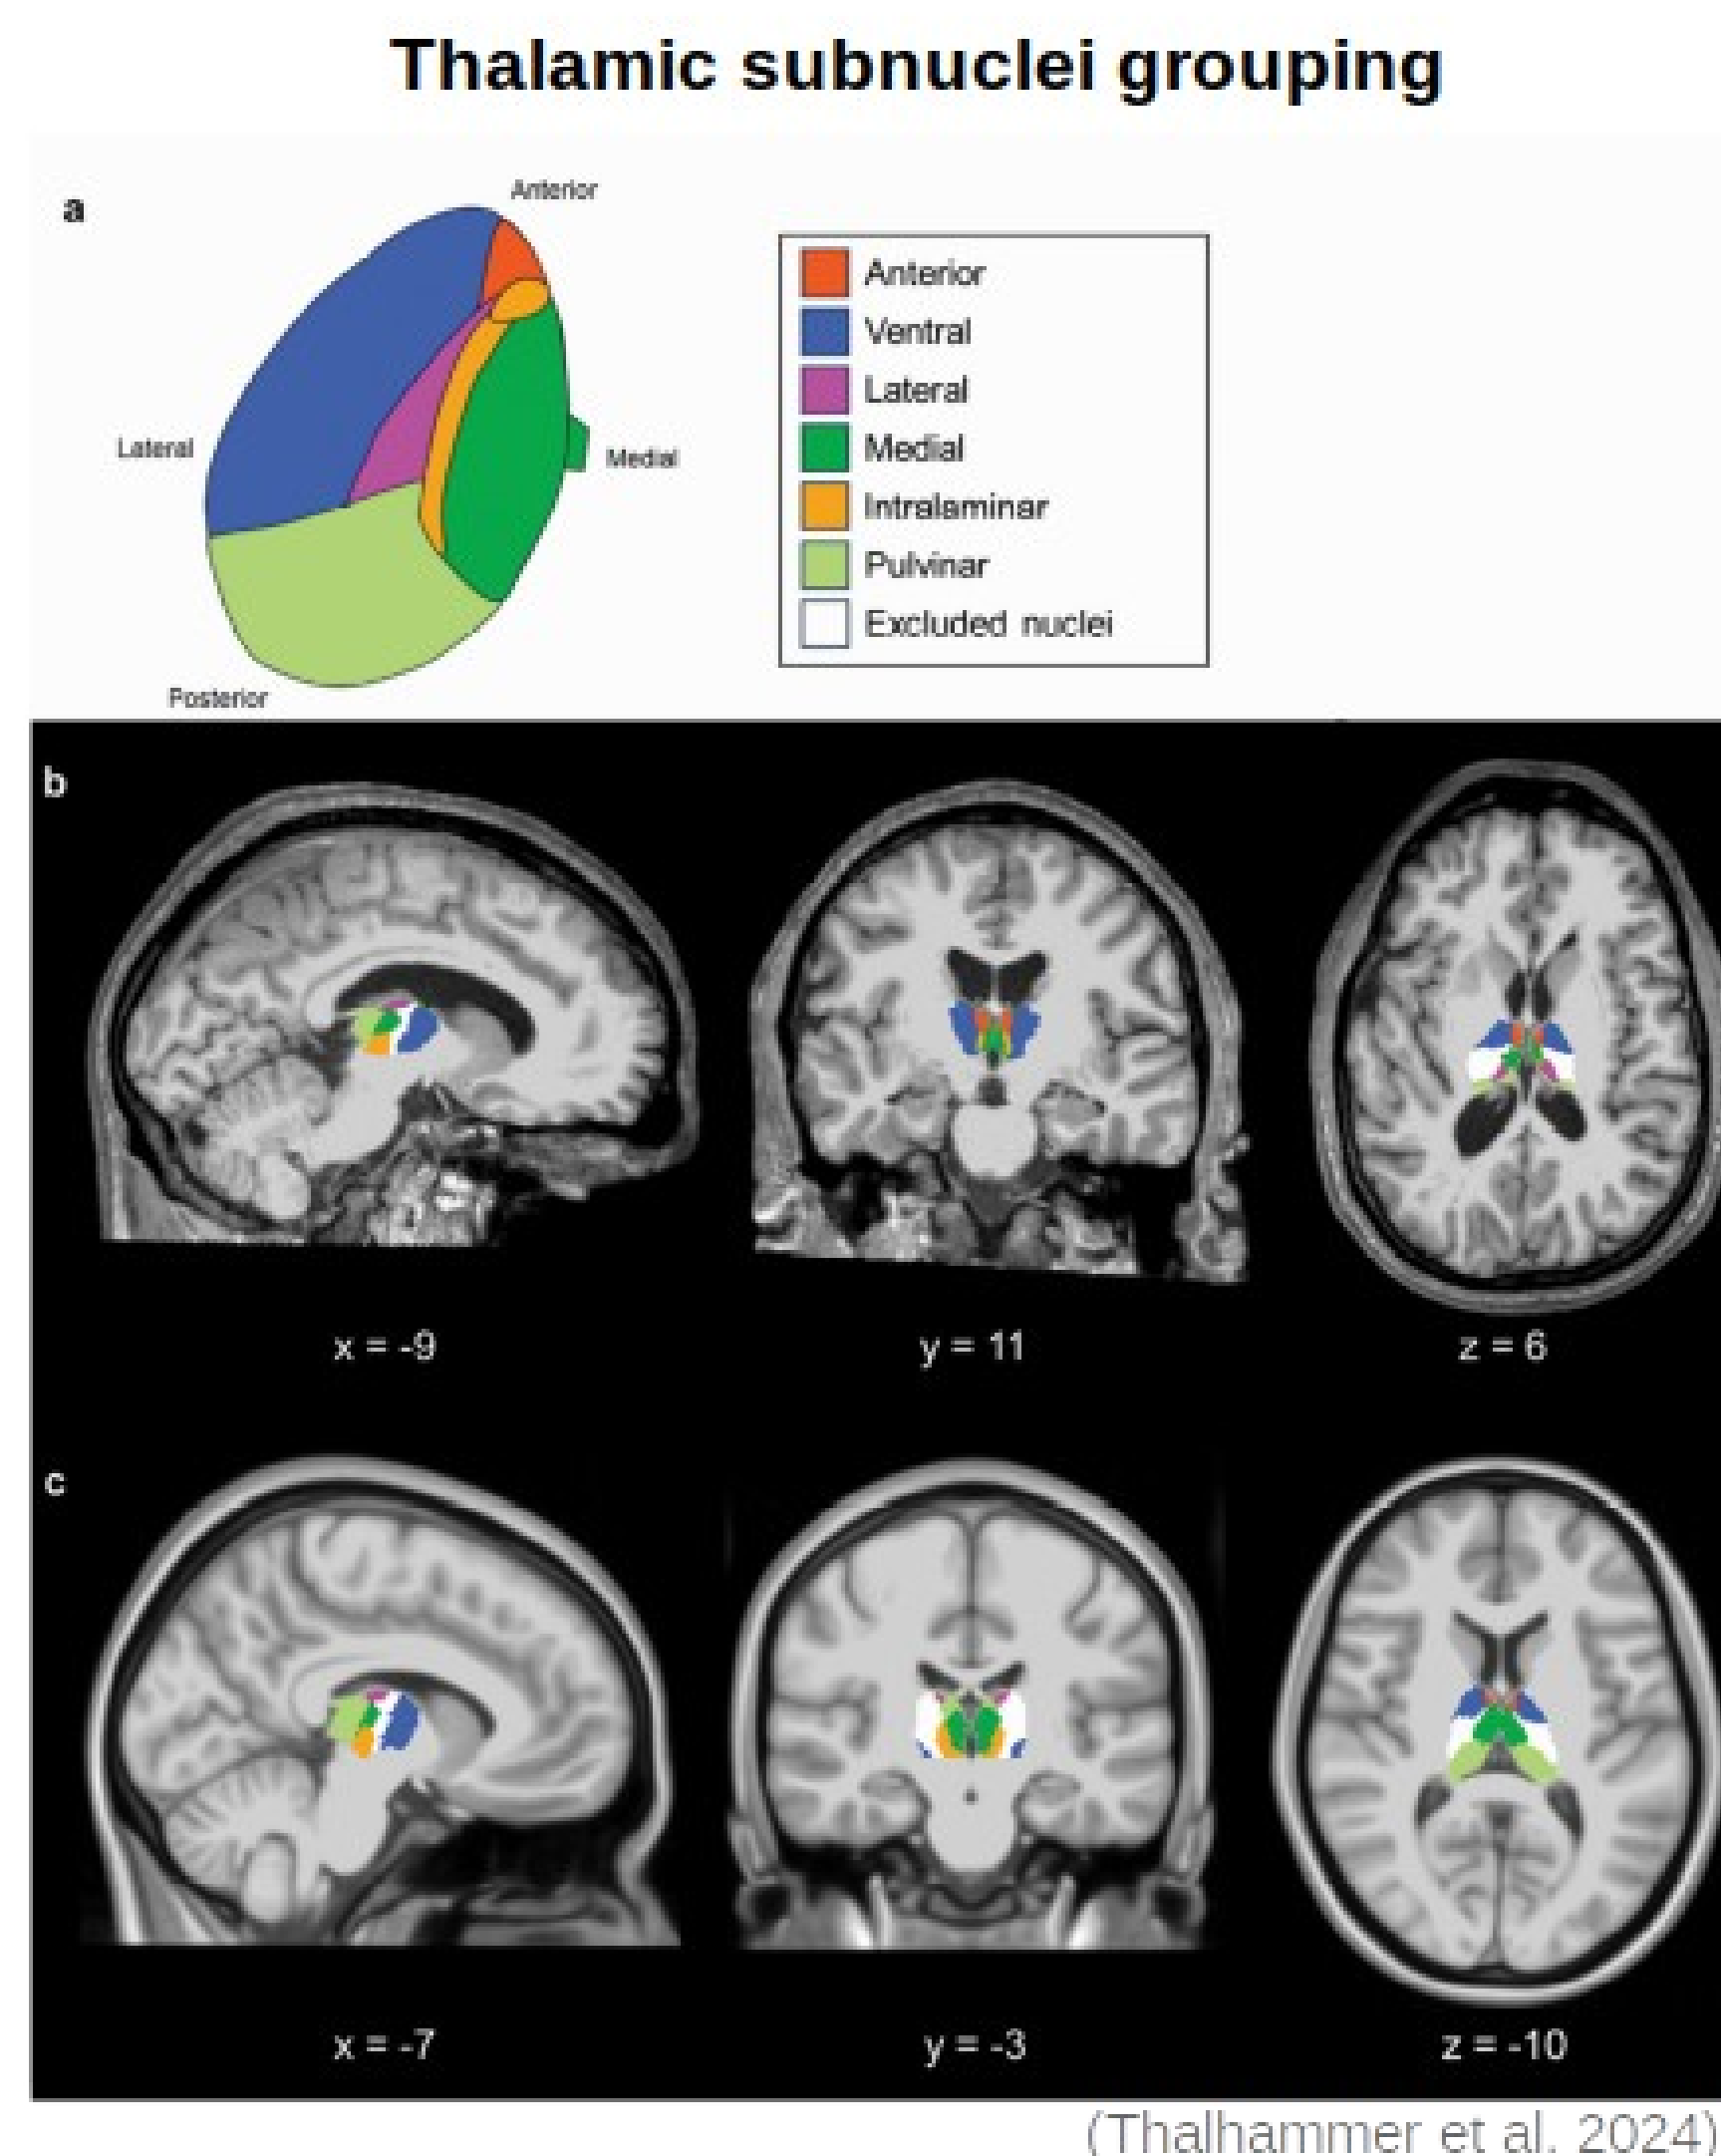 Thalamic subnuclei grouping
a
Anterior
Lateral
Medial
Posterior
Anterior
Ventral
Lateral
Medial
Intralaminar
Pulvinar
Excluded nuclei
b
x = -9
y = 11
z = 6
c
x = -7
y = -3
z = -10
(Thalhammer et al. 2024)